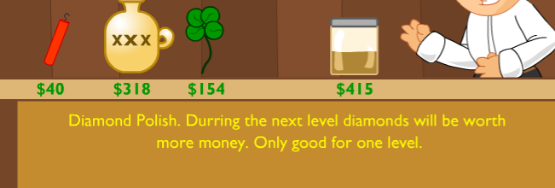 XXX
$40 $318 $154 $415
Diamond Polish. Durring the next level diamonds will be worth
more money. Only good for one level.